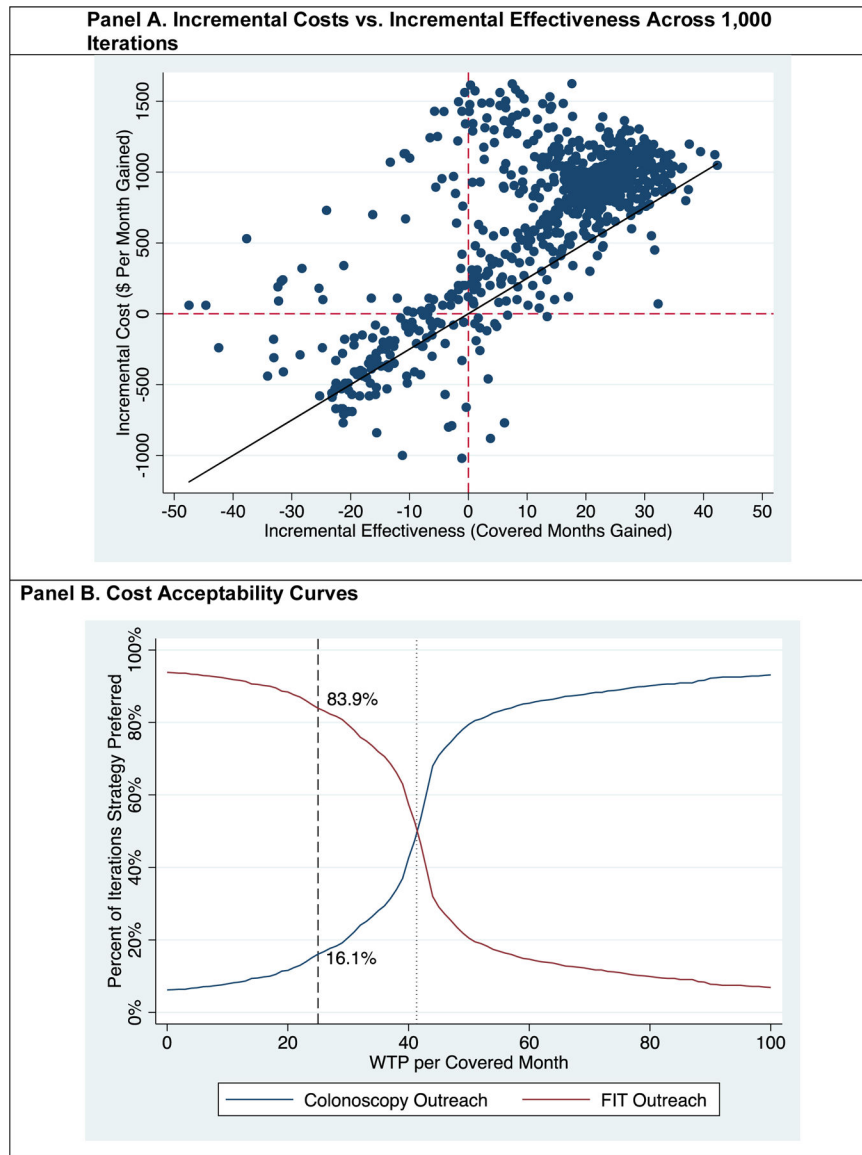 Panel A. Incremental Costs vs. Incremental Effectiveness Across 1,000
Iterations
Incremental Cost ($ Per Month Gained)
1500
1000
500
0
-500
-1000
-50 -40 -30 -20 -10 0 10 20 30 40 50
Incremental Effectiveness (Covered Months Gained)
Panel B. Cost Acceptability Curves
Percent of Iterations Strategy Preferred
100%
80%
60%
40%
20%
0%
83.9%
16.1%
0 20 40 60 80 100
WTP per Covered Month
Colonoscopy Outreach FIT Outreach